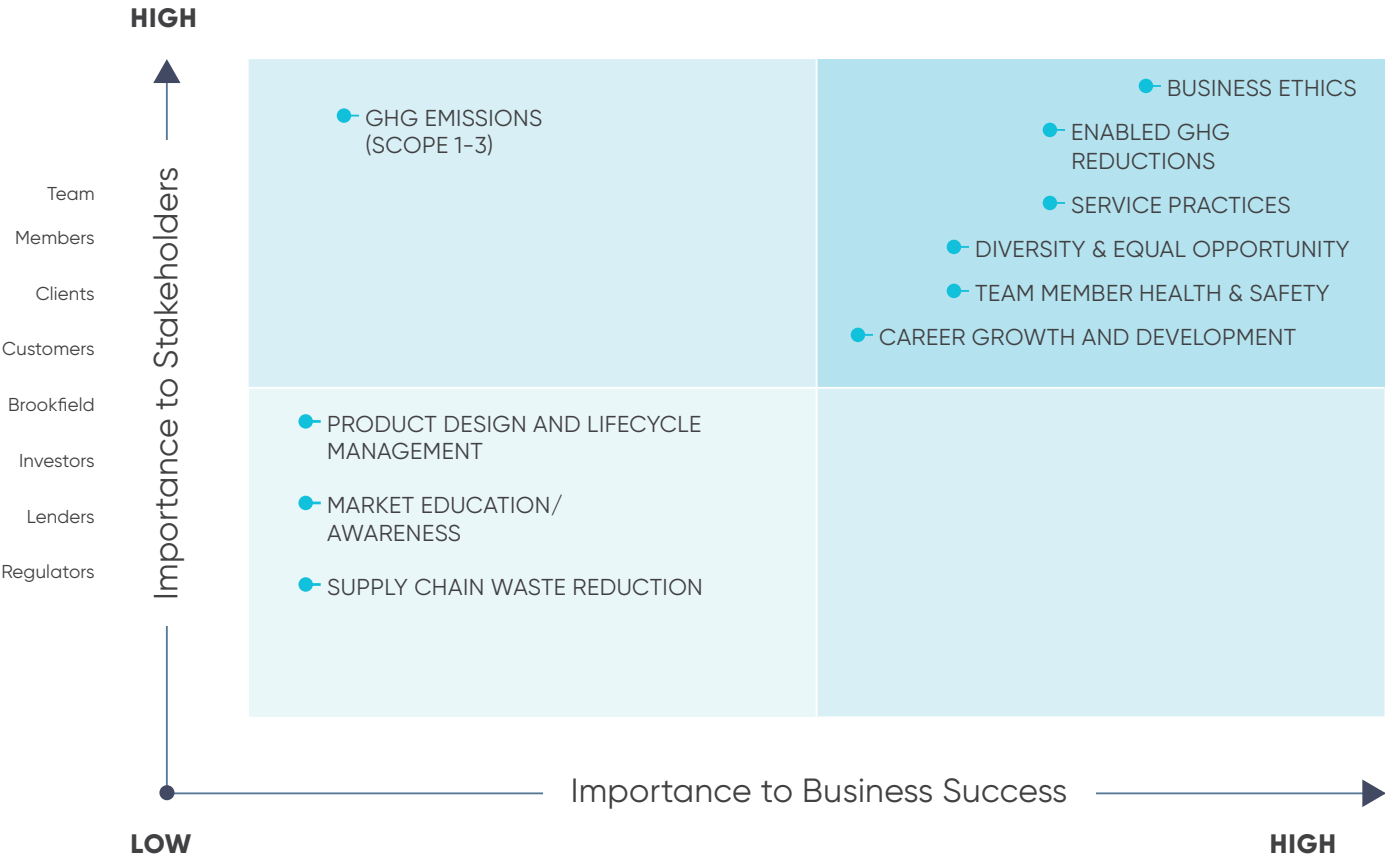 HIGH
GHG EMISSIONS
(SCOPE 1-3)
BUSINESS ETHICS
ENABLED GHG
REDUCTIONS
SERVICE PRACTICES
DIVERSITY & EQUAL OPPORTUNITY
TEAM MEMBER HEALTH & SAFETY
CAREER GROWTH AND DEVELOPMENT
Team
Members
Clients
Customers
Brookfield
Investors
Lenders
Regulators
Importance to Stakeholders
PRODUCT DESIGN AND LIFECYCLE
MANAGEMENT
MARKET EDUCATION/
AWARENESS
SUPPLY CHAIN WASTE REDUCTION
Importance to Business Success
LOW
HIGH